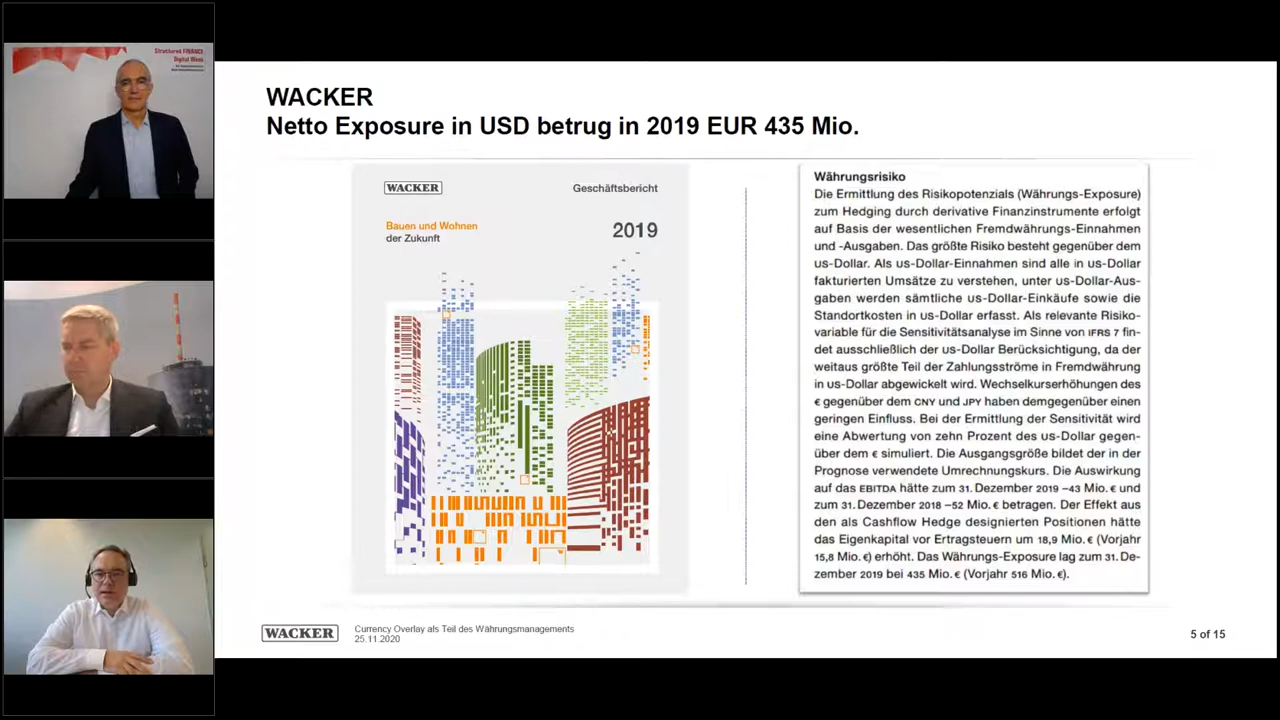 Structured FINANCE
Digital Week
WACKER
Netto Exposure in USD betrug in 2019 EUR 435 Mio.
WACKER
Geschäftsbericht
Bauen und Wohnen
der Zukunft
2019
Währungsrisiko
Die Ermittlung des Risikopotenzials (Währungs-Exposure)
zum Hedging durch derivative Finanzinstrumente erfolgt
auf Basis der wesentlichen Fremdwährungs-Einnahmen
und -Ausgaben. Das größte Risiko besteht gegenüber dem
US-Dollar. Als US-Dollar-Einnahmen sind alle in US-Dollar
fakturierten Umsätze zu verstehen, unter US-Dollar-Aus-
gaben werden sämtliche US-Dollar-Einkäufe sowie die
Standortkosten in US-Dollar erfasst. Als relevante Risiko-
variable für die Sensitivitätsanalyse im Sinne von IFRS 7 fin-
det ausschließlich der US-Dollar Berücksichtigung, da der
weitaus größte Teil der Zahlungsströme in Fremdwährung
in US-Dollar abgewickelt wird. Wechselkurserhöhungen des
€ gegenüber dem CNY und JPY haben demgegenüber einen
geringen Einfluss. Bei der Ermittlung der Sensitivität wird
eine Abwertung von zehn Prozent des US-Dollar gegen-
über dem € simuliert. Die Ausgangsgröße bildet der in der
Prognose verwendete Umrechnungskurs. Die Auswirkung
auf das EBITDA hätte zum 31. Dezember 2019 –43 Mio. € und
zum 31. Dezember 2018 –52 Mio. € betragen. Der Effekt aus
den als Cashflow Hedge designierten Positionen hätte
das Eigenkapital vor Ertragsteuern um 18,9 Mio. € (Vorjahr
15,8 Mio. €) erhöht. Das Währungs-Exposure lag zum 31. De-
zember 2019 bei 435 Mio. € (Vorjahr 516 Mio. €).
WACKER
Currency Overlay als Teil des Währungsmanagements
25.11.2020
5 of 15